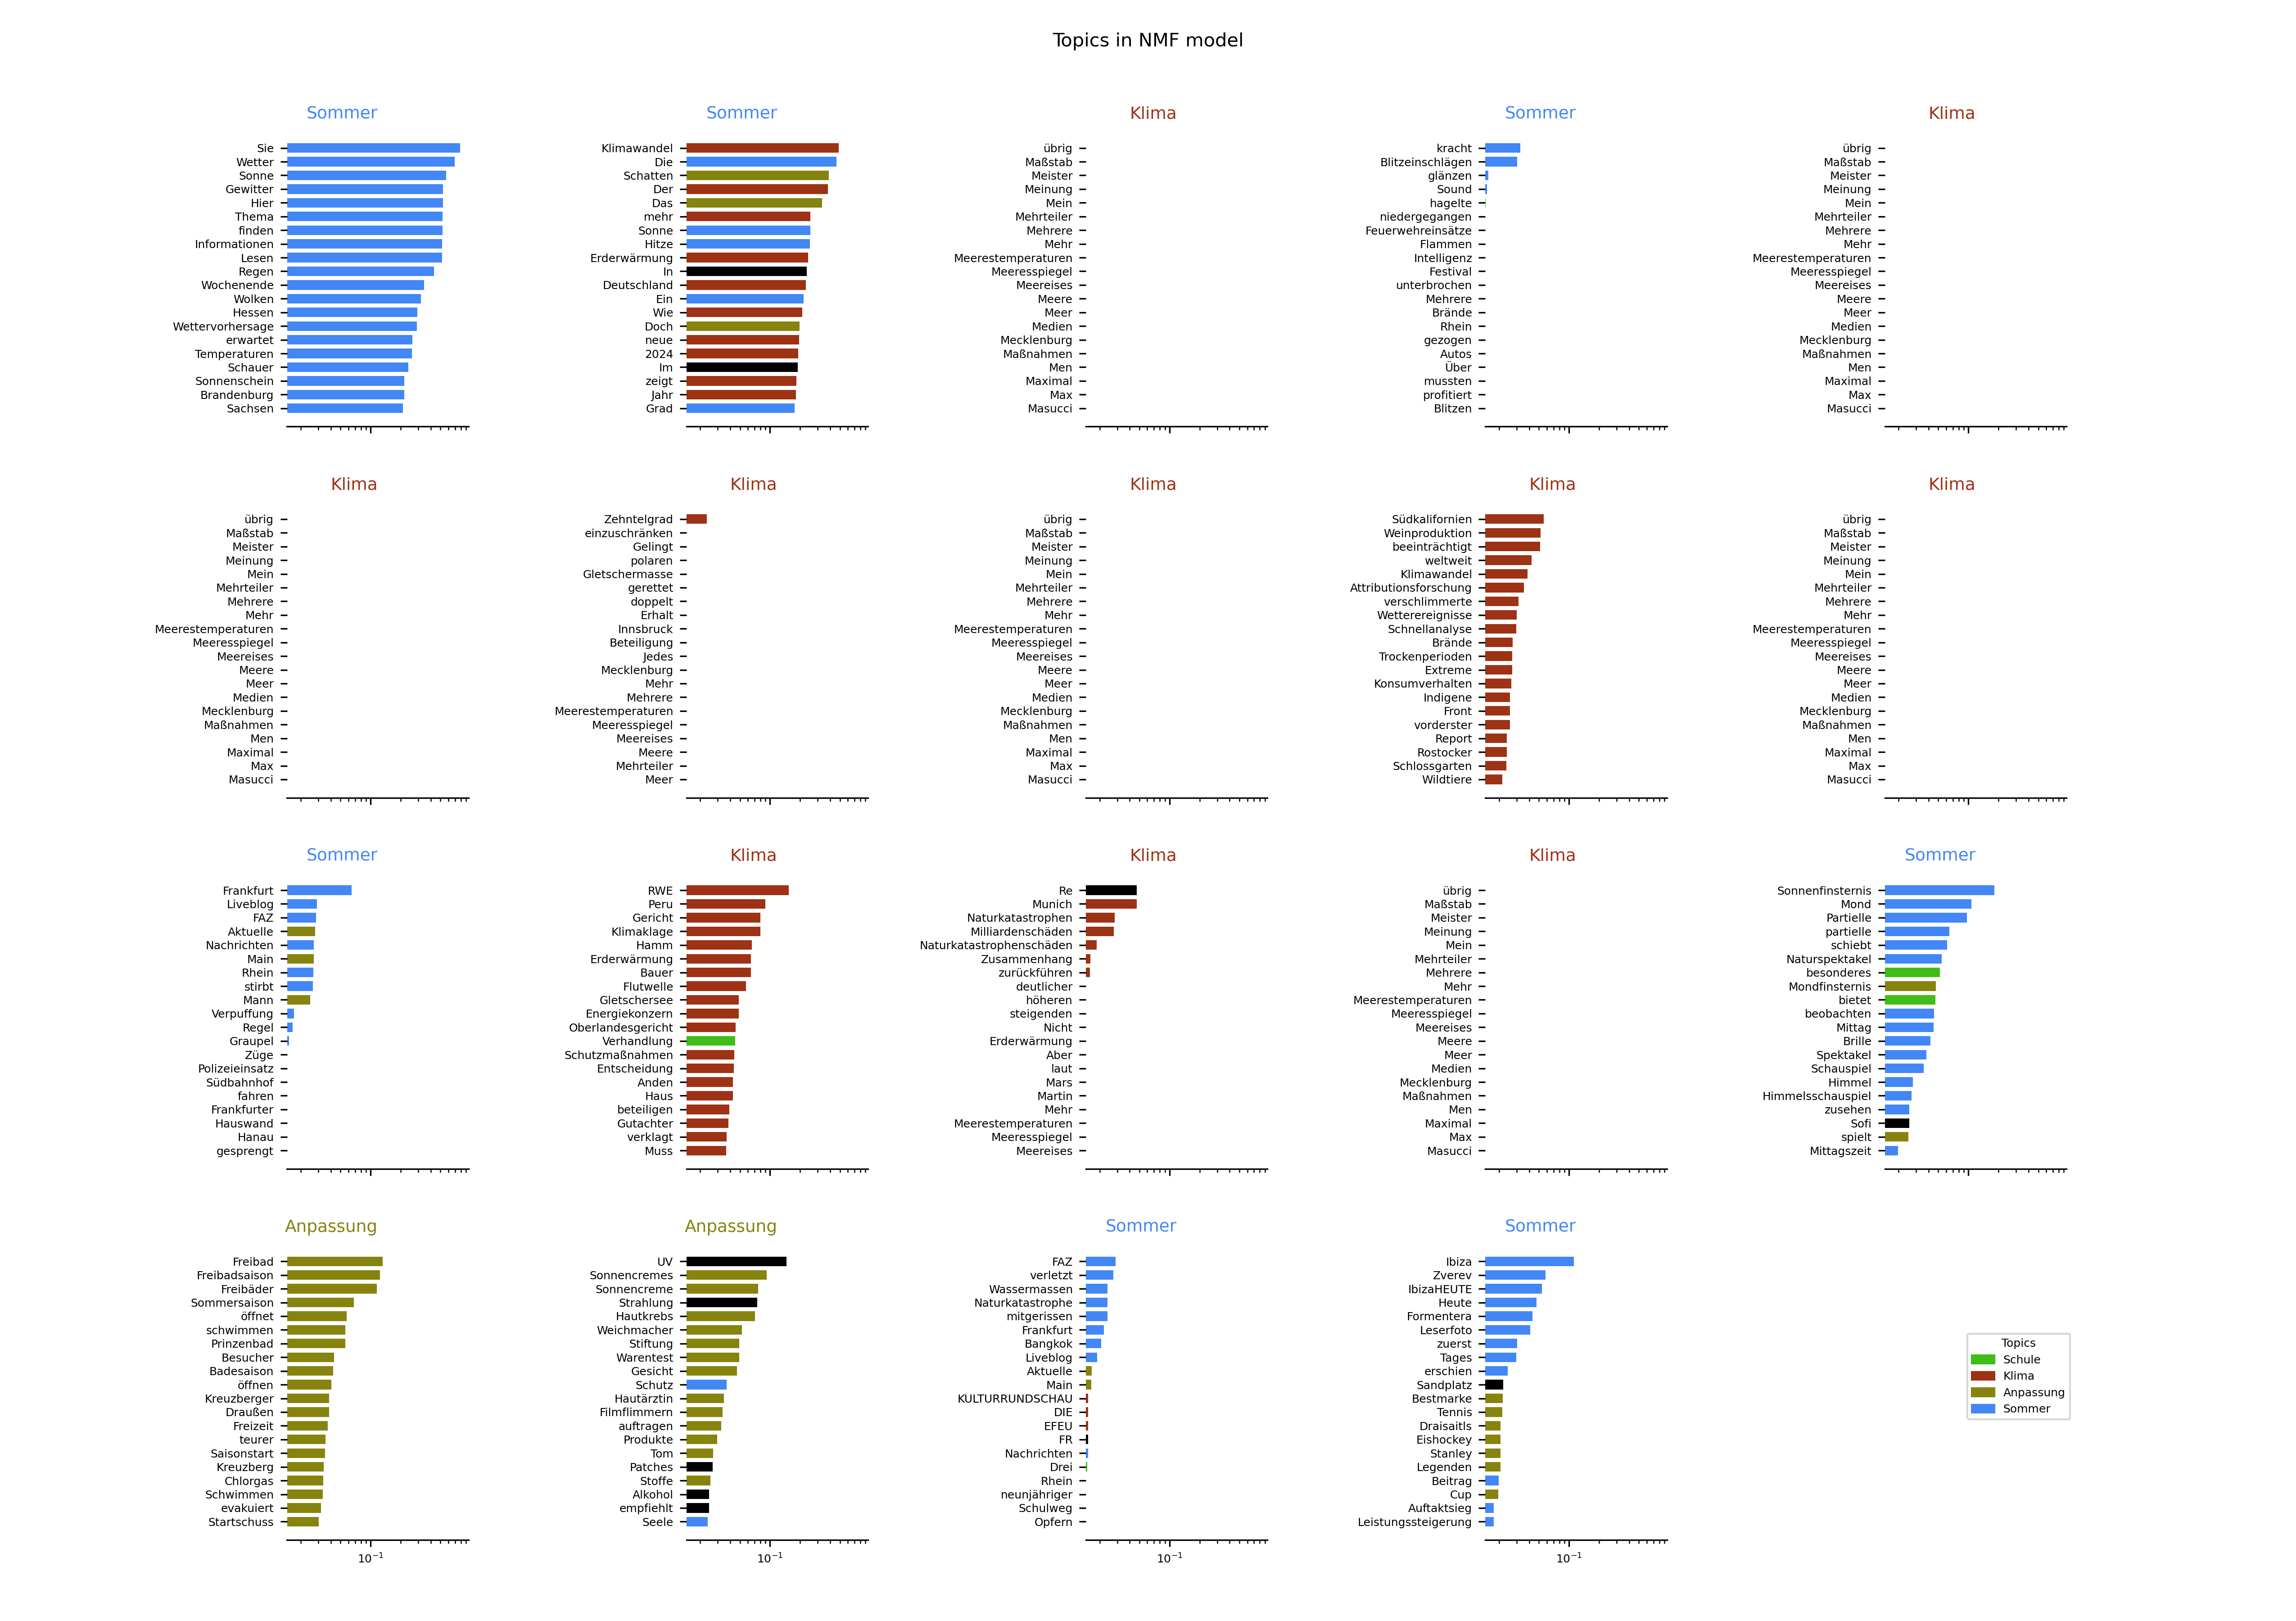 Topics in NMF model
Sommer
Sie
Wetter
Sonne
Gewitter
Hier
Thema
finden
Informationen
Lesen
Regen
Wochenende
Wolken
Hessen
Wettervorhersage
erwartet
Temperaturen
Schauer
Sonnenschein
Brandenburg
Sachsen
Sommer
Klimawandel
Die
Schatten
Der
Das
mehr
Sonne
Hitze
Erderwärmung
In
Deutschland
Ein
Wie
Doch
neue
2024
Im
zeigt
Jahr
Grad
Klima
übrig
Maßstab
Meister
Meinung
Mein
Mehrteiler
Mehrere
Mehr
Meerestemperaturen
Meeresspiegel
Meereises
Meere
Meer
Medien
Mecklenburg
Maßnahmen
Men
Maximal
Max
Masucci
Sommer
kracht
Blitzeinschlägen
glänzen
Sound
hagelte
niedergegangen
Feuerwehreinsätze
Flammen
Intelligenz
Festival
unterbrochen
Mehrere
Brände
Rhein
gezogen
Autos
Über
mussten
profitiert
Blitzen
Klima
übrig
Maßstab
Meister
Meinung
Mein
Mehrteiler
Mehrere
Mehr
Meerestemperaturen
Meeresspiegel
Meereises
Meere
Meer
Medien
Mecklenburg
Maßnahmen
Men
Maximal
Max
Masucci
Klima
übrig
Maßstab
Meister
Meinung
Mein
Mehrteiler
Mehrere
Mehr
Meerestemperaturen
Meeresspiegel
Meereises
Meere
Meer
Medien
Mecklenburg
Maßnahmen
Men
Maximal
Max
Masucci
Klima
Zehntelgrad
einzuschränken
Gelingt
polaren
Gletschermasse
gerettet
doppelt
Erhalt
Innsbruck
Beteiligung
Jedes
Mecklenburg
Mehr
Mehrere
Meerestemperaturen
Meeresspiegel
Meereises
Meere
Mehrteiler
Meer
Klima
übrig
Maßstab
Meister
Meinung
Mein
Mehrteiler
Mehrere
Mehr
Meerestemperaturen
Meeresspiegel
Meereises
Meere
Meer
Medien
Mecklenburg
Maßnahmen
Men
Maximal
Max
Masucci
Klima
Südkalifornien
Weinproduktion
beeinträchtigt
weltweit
Klimawandel
Attributionsforschung
verschlimmerte
Wetterereignisse
Schnellanalyse
Brände
Trockenperioden
Extreme
Konsumverhalten
Indigene
Front
vorderster
Report
Rostocker
Schlossgarten
Wildtiere
Klima
übrig
Maßstab
Meister
Meinung
Mein
Mehrteiler
Mehrere
Mehr
Meerestemperaturen
Meeresspiegel
Meereises
Meere
Meer
Medien
Mecklenburg
Maßnahmen
Men
Maximal
Max
Masucci
Sommer
Frankfurt
Liveblog
FAZ
Aktuelle
Nachrichten
Main
Rhein
stirbt
Mann
Verpuffung
Regel
Graupel
Züge
Polizeieinsatz
Südbahnhof
fahren
Frankfurter
Hauswand
Hanau
gesprengt
Klima
RWE
Peru
Gericht
Klimaklage
Hamm
Erderwärmung
Bauer
Flutwelle
Gletschersee
Energiekonzern
Oberlandesgericht
Verhandlung
Schutzmaßnahmen
Entscheidung
Anden
Haus
beteiligen
Gutachter
verklagt
Muss
Klima
Re
Munich
Naturkatastrophen
Milliardenschäden
Naturkatastrophenschäden
Zusammenhang
zurückführen
deutlicher
höheren
steigenden
Nicht
Erderwärmung
Aber
laut
Mars
Martin
Mehr
Meerestemperaturen
Meeresspiegel
Meereises
Klima
übrig
Maßstab
Meister
Meinung
Mein
Mehrteiler
Mehrere
Mehr
Meerestemperaturen
Meeresspiegel
Meereises
Meere
Meer
Medien
Mecklenburg
Maßnahmen
Men
Maximal
Max
Masucci
Sommer
Sonnenfinsternis
Mond
Partielle
partielle
schiebt
Naturspektakel
besonderes
Mondfinsternis
bietet
beobachten
Mittag
Brille
Spektakel
Schauspiel
Himmel
Himmelsschauspiel
zusehen
Sofi
spielt
Mittagszeit
Anpassung
Freibad
Freibadsaison
Freibäder
Sommersaison
öffnet
schwimmen
Prinzenbad
Besucher
Badesaison
öffnen
Kreuzberger
Draußen
Freizeit
teurer
Saisonstart
Kreuzberg
Chlorgas
Schwimmen
evakuiert
Startschuss
10⁻¹
Anpassung
UV
Sonnencremes
Sonnencreme
Strahlung
Hautkrebs
Weichmacher
Stiftung
Warentest
Gesicht
Schutz
Hautärztin
Filmflimmern
auftragen
Produkte
Tom
Patches
Stoffe
Alkohol
empfiehlt
Seele
10⁻¹
Sommer
FAZ
verletzt
Wassermassen
Naturkatastrophe
mitgerissen
Frankfurt
Bangkok
Liveblog
Aktuelle
Main
KULTURRUNDSCHAU
DIE
EFEU
FR
Nachrichten
Drei
Rhein
neunjähriger
Schulweg
Opfern
10⁻¹
Sommer
Ibiza
Zverev
IbizaHEUTE
Heute
Formentera
Leserfoto
zuerst
Tages
erschien
Sandplatz
Bestmarke
Tennis
Draisaitls
Eishockey
Stanley
Legenden
Beitrag
Cup
Auftaktsieg
Leistungssteigerung
10⁻¹
Topics
Schule
Klima
Anpassung
Sommer